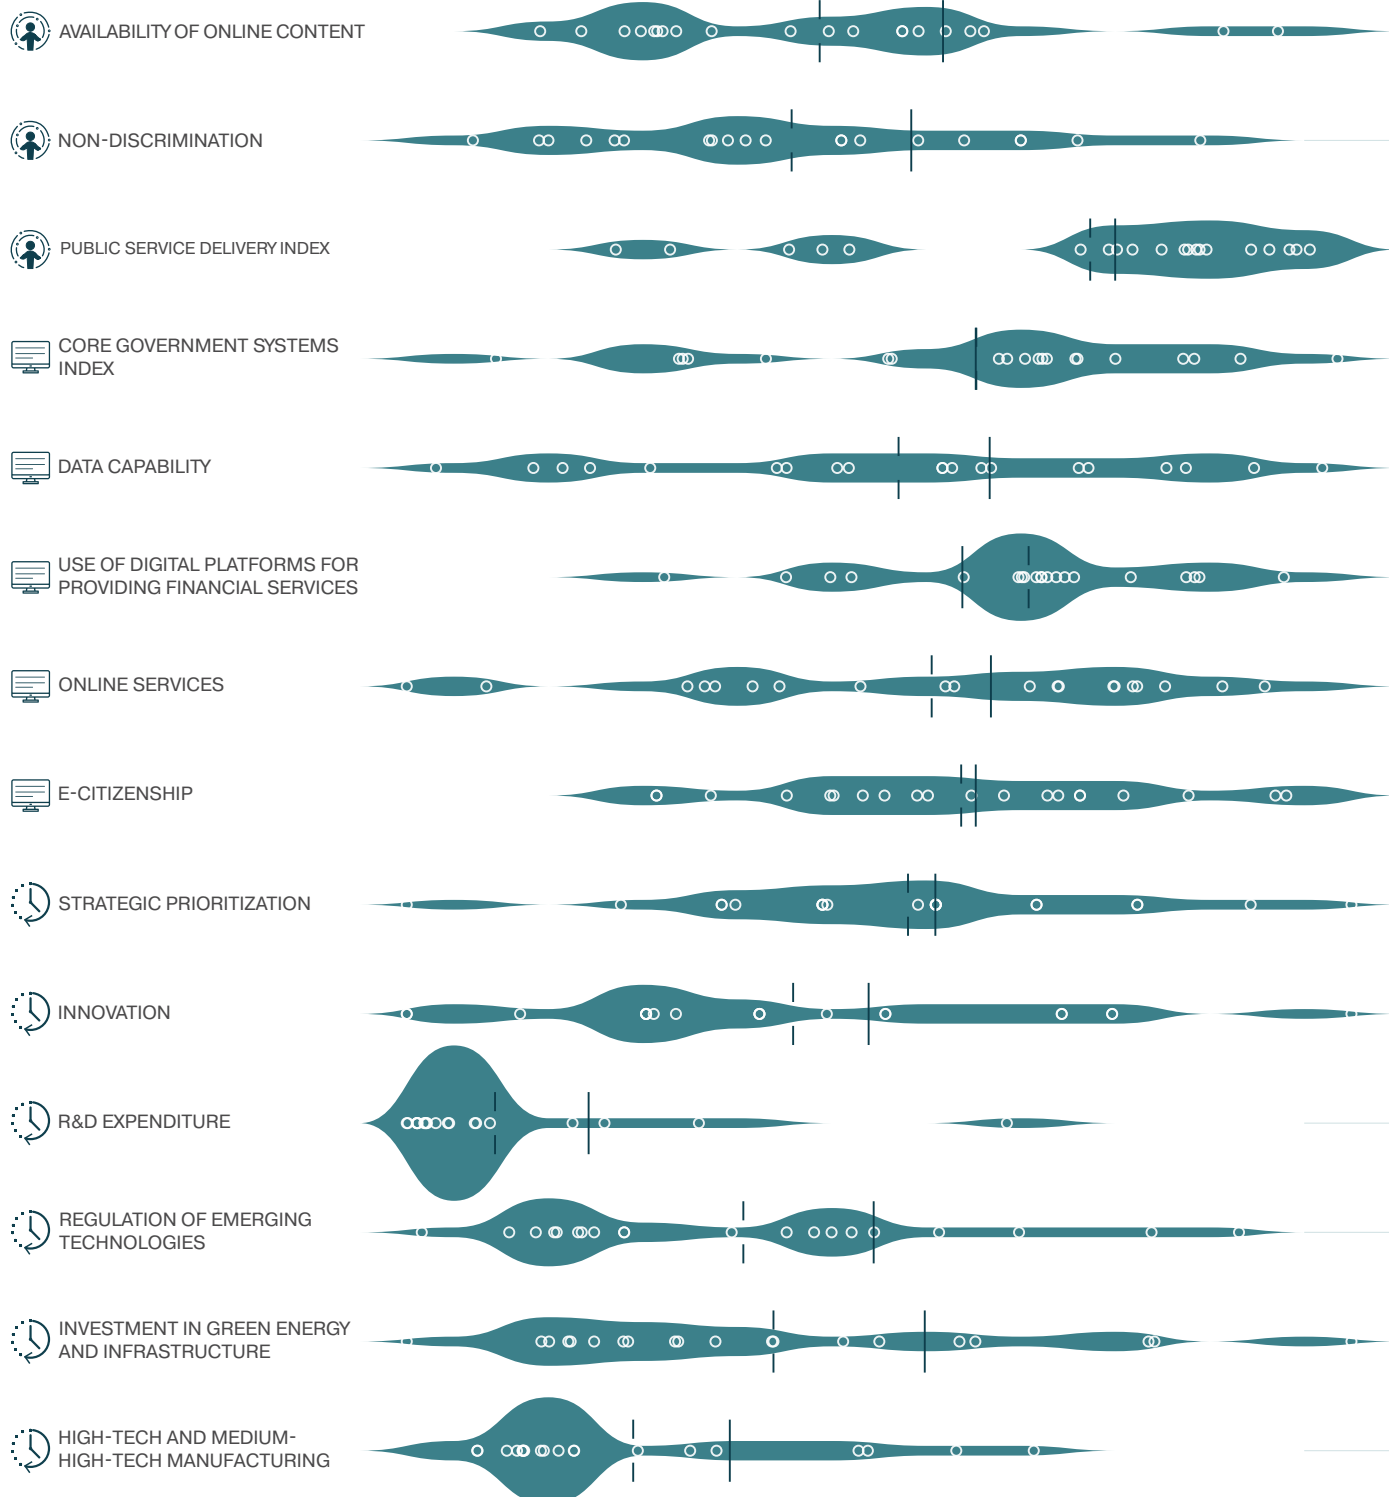 AVAILABILITY OF ONLINE CONTENT
NON-DISCRIMINATION
PUBLIC SERVICE DELIVERY INDEX
CORE GOVERNMENT SYSTEMS
INDEX
DATA CAPABILITY
USE OF DIGITAL PLATFORMS FOR
PROVIDING FINANCIAL SERVICES
ONLINE SERVICES
E-CITIZENSHIP
STRATEGIC PRIORITIZATION
INNOVATION
R&D EXPENDITURE
REGULATION OF EMERGING
TECHNOLOGIES
INVESTMENT IN GREEN ENERGY
AND INFRASTRUCTURE
HIGH-TECH AND MEDIUM-
HIGH-TECH MANUFACTURING